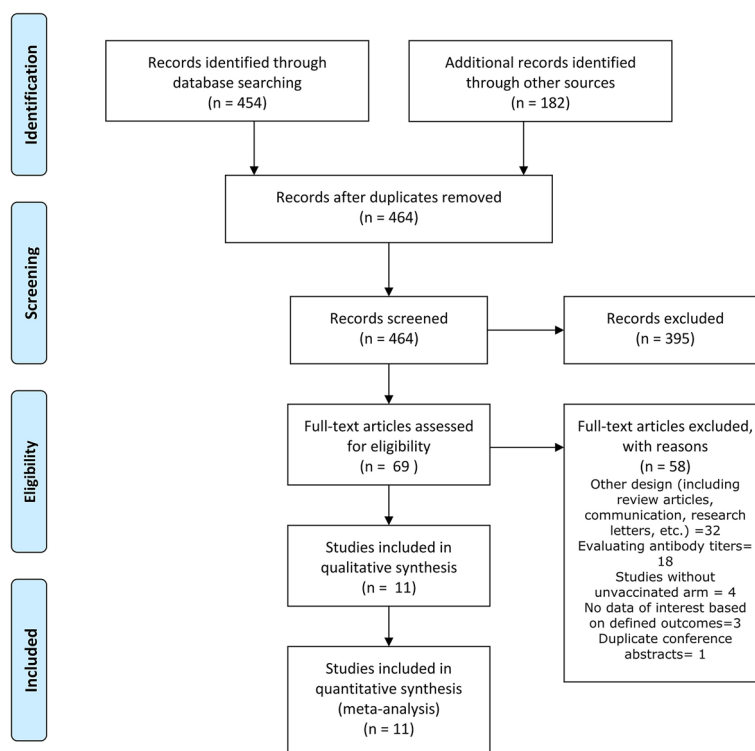 Identification
Records identified through
database searching
(n = 454)
Additional records identified
through other sources
(n = 182)
Records after duplicates removed
(n = 464)
Screening
Records screened
(n = 464)
Records excluded
(n = 395)
Eligibility
Full-text articles assessed
for eligibility
(n = 69 )
Full-text articles excluded,
with reasons
(n = 58)
Other design (including
review articles,
communication, research
letters, etc.) =32
Evaluating antibody titers=
18
Studies without
unvaccinated arm = 4
No data of interest based
on defined outcomes=3
Duplicate conference
abstracts= 1
Studies included in
qualitative synthesis
(n = 11)
Included
Studies included in
quantitative synthesis
(meta-analysis)
(n = 11)